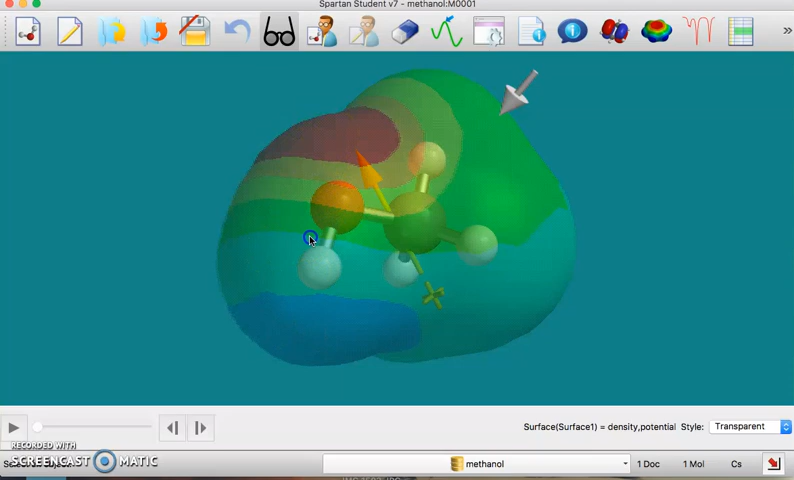 Spartan Student v7 - methanol:M0001
»
Surface(Surface1) = density,potential Style: Transparent
RECORDED WITH
SCREENCAST MATIC
methanol 1 Doc 1 Mol Cs